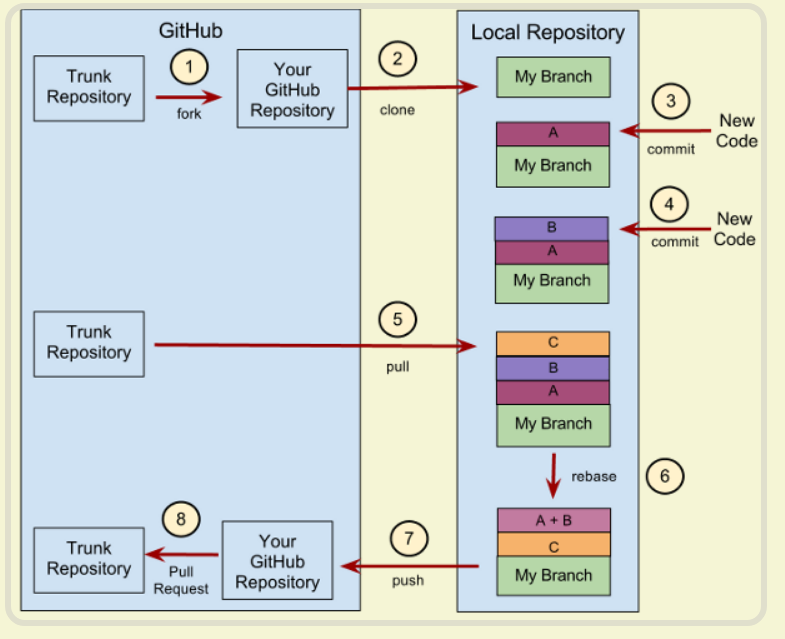 GitHub
Local Repository
Trunk
Repository
1
fork
Your
GitHub
Repository
2
clone
My Branch
A
My Branch
3
commit
New
Code
B
A
My Branch
4
commit
New
Code
Trunk
Repository
5
pull
C
B
A
My Branch
rebase
6
A + B
C
My Branch
7
push
Your
GitHub
Repository
8
Pull
Request
Trunk
Repository